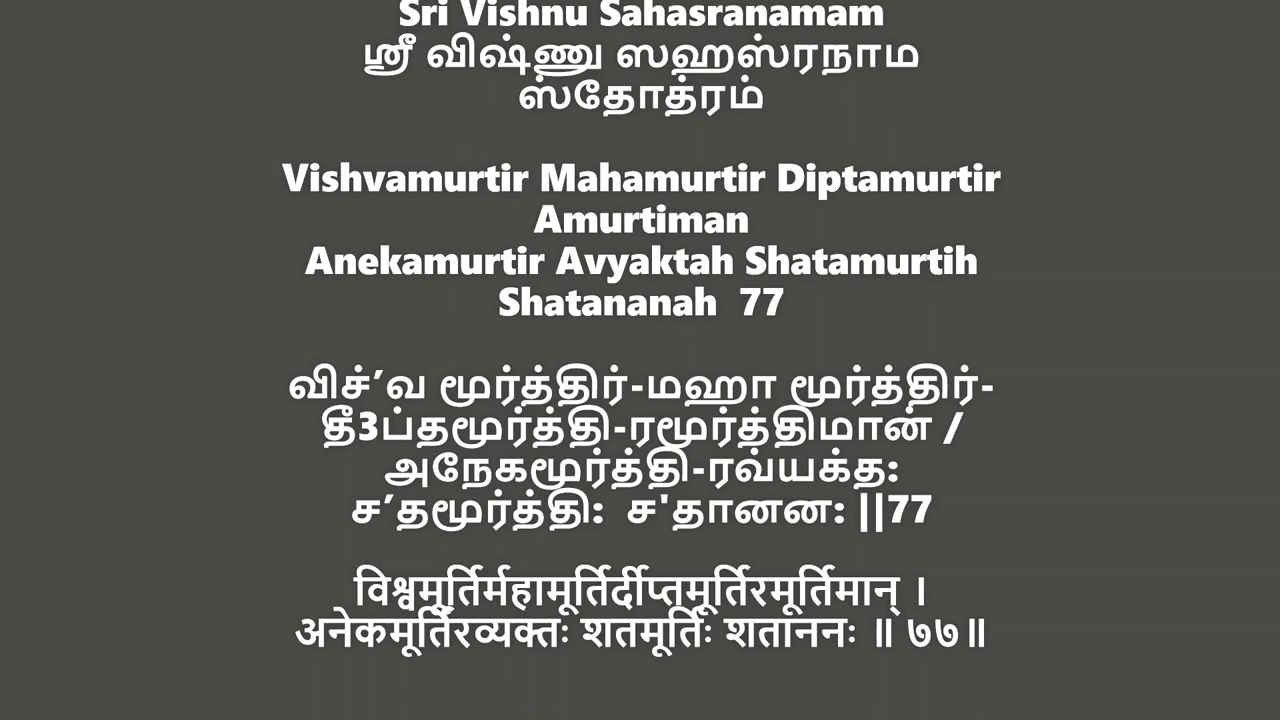 Sri Vishnu Sahasranamam
ஶ்ரீ விஷ்ணு ஸஹஸ்ரநாம
ஸ்தோத்ரம்
Vishvamurtir Mahamurtir Diptamurtir
Amurtiman
Anekamurtir Avyaktah Shatamurtih
Shatananah 77
விச்’வ மூர்த்திர்-மஹா மூர்த்திர்-
தீ3ப்தமூர்த்தி-ரமூர்த்திமான் /
அநேகமூர்த்தி-ரவ்யக்த:
ச’தமூர்த்தி: ச'தானன: ||77
विश्वमूर्तिर्महामूर्तिर्दीप्तमूर्तिरमूर्तिमान् ।
अनेकमूर्तिरव्यक्तः शतमूर्तिः शताननः ॥ ७७॥